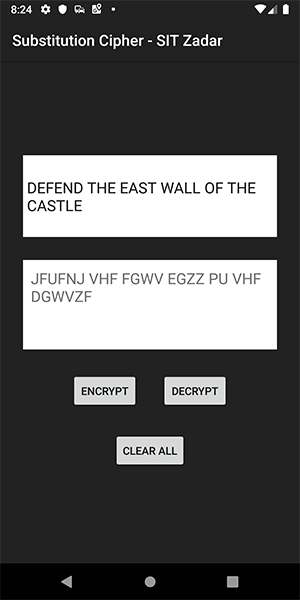 8:24
Substitution Cipher - SIT Zadar
DEFEND THE EAST WALL OF THE
CASTLE
JFUFNJ VHF FGWV EGZZ PU VHF
DGWVZF
ENCRYPT DECRYPT
CLEAR ALL